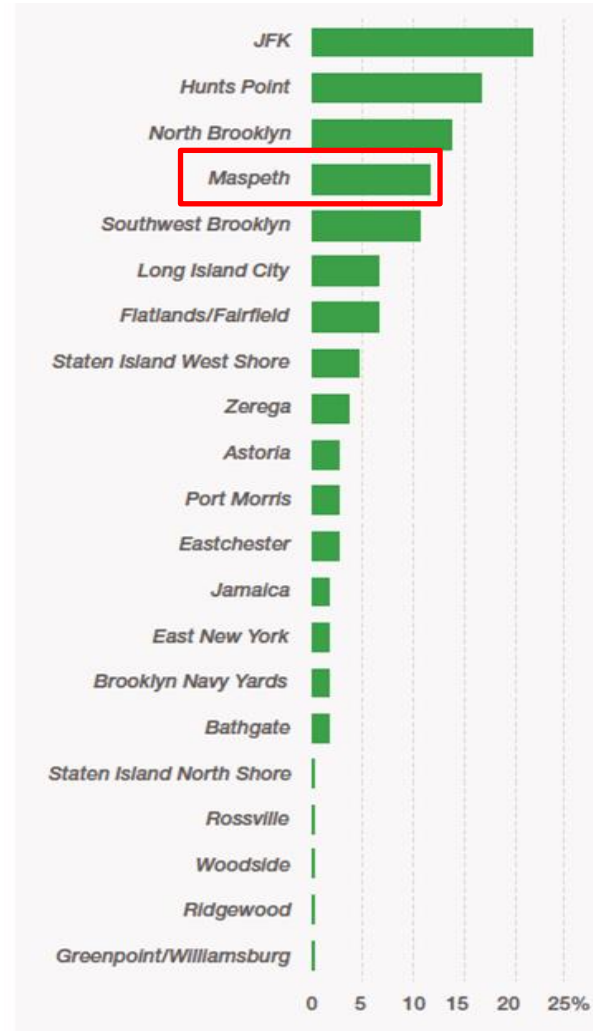 JFK
Hunts Point
North Brooklyn
Maspeth
Southwest Brooklyn
Long Island City
Flatlands/Fairfield
Staten Island West Shore
Zerega
Astoria
Port Morris
Eastchester
Jamaica
East New York
Brooklyn Navy Yards
Bathgate
Staten Island North Shore
Rossville
Woodside
Ridgewood
Greenpoint/Williamsburg
0 5 10 15 20 25%